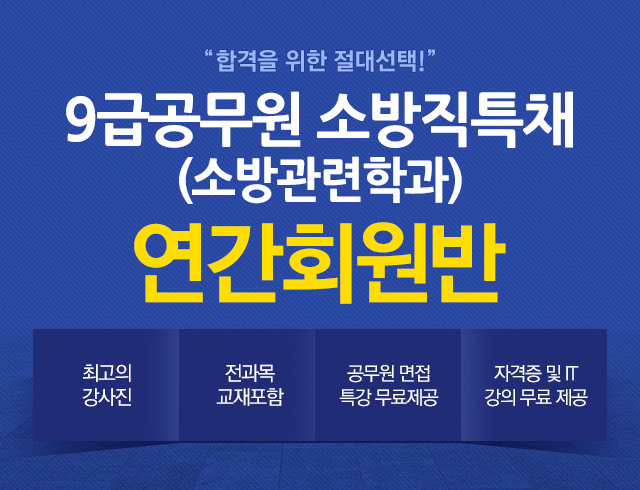 “합격을 위한 절대선택!”
9급공무원 소방직특채
(소방관련학과)
연간회원반
최고의
강사진
전과목
교재포함
공무원 면접
특강 무료제공
자격증 및 IT
강의 무료 제공